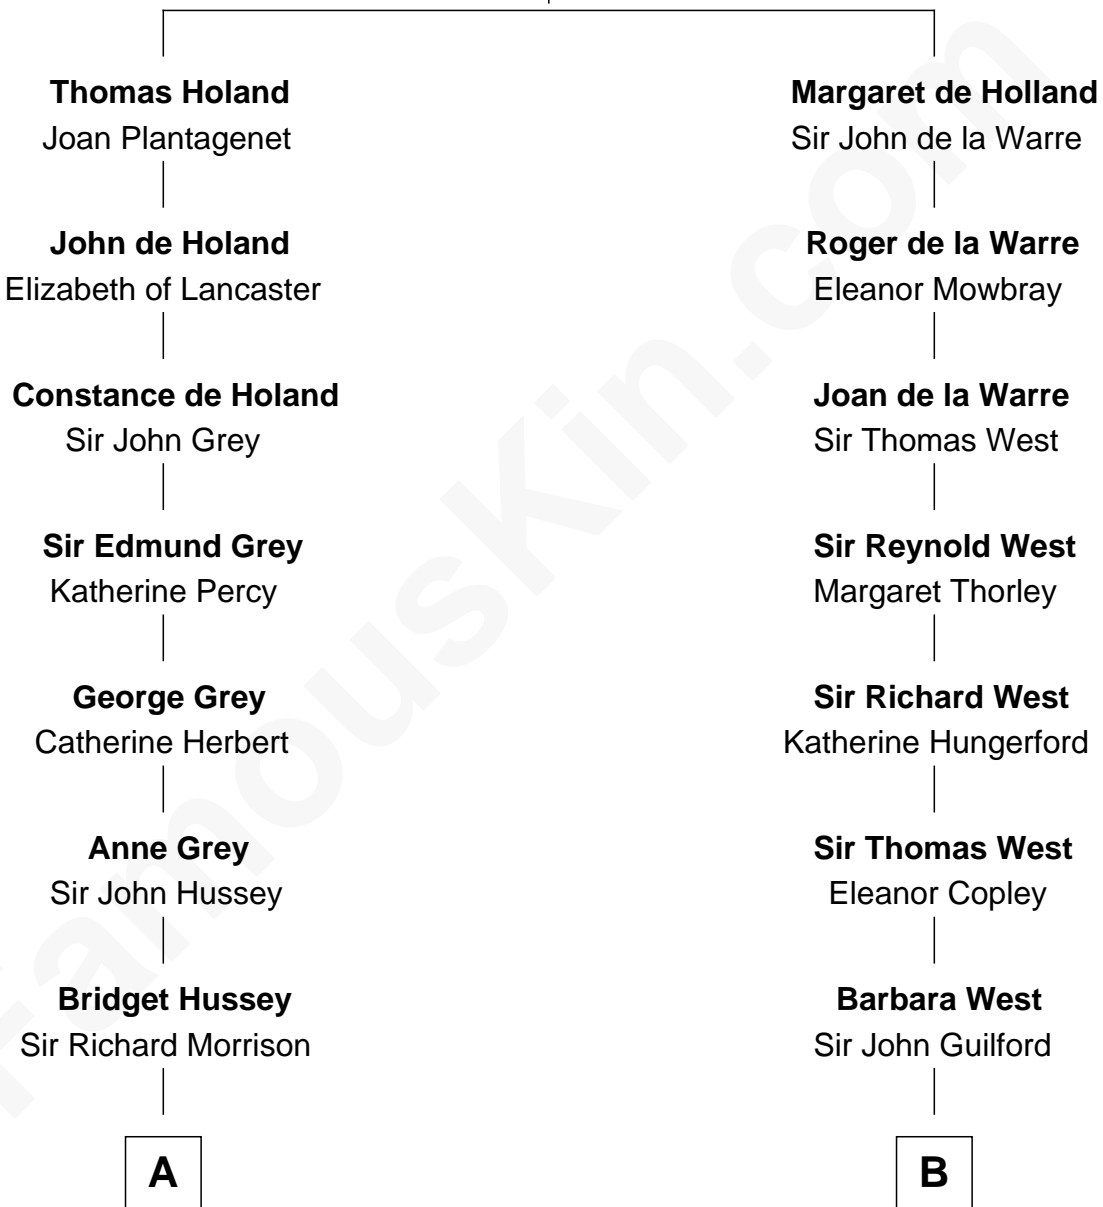 Thomas Holand
Joan Plantagenet
John de Holand
Elizabeth of Lancaster
Constance de Holand
Sir John Grey
Sir Edmund Grey
Katherine Percy
George Grey
Catherine Herbert
Anne Grey
Sir John Hussey
Bridget Hussey
Sir Richard Morrison
A
Margaret de Holland
Sir John de la Warre
Roger de la Warre
Eleanor Mowbray
Joan de la Warre
Sir Thomas West
Sir Reynold West
Margaret Thorley
Sir Richard West
Katherine Hungerford
Sir Thomas West
Eleanor Copley
Barbara West
Sir John Guilford
B
FamousKin.com